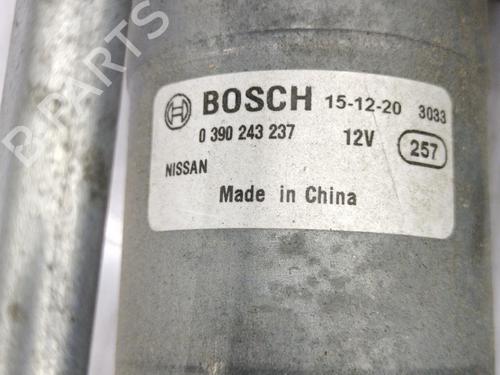 B-PARTS
BOSCH 15-12-20 3033
0 390 243 237 12V 257
NISSAN
Made in China